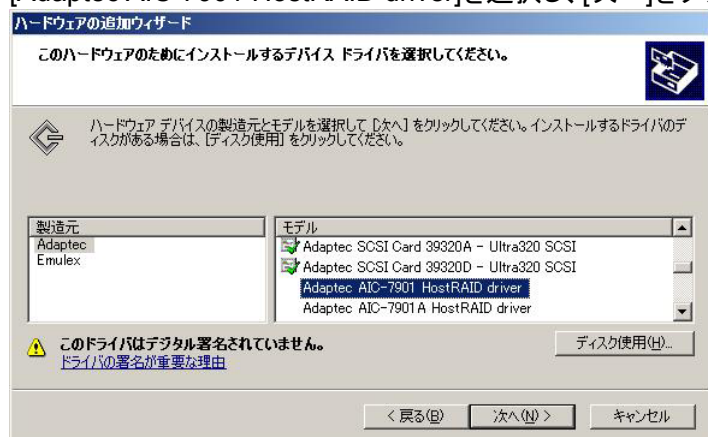 [Adaptec AIC-7901 HostRAID driver]を選択し、[次へ]をク
ハードウェアの追加ウィザード
このハードウェアのためにインストールするデバイス ドライバを選択してください。
ハードウェア デバイスの製造元とモデルを選択して [次へ] をクリックしてください。インストールするドライバのデ
ィスクがある場合は、[ディスク使用] をクリックしてください。
製造元
Adaptec
Emulex
モデル
Adaptec SCSI Card 39320A - Ultra320 SCSI
Adaptec SCSI Card 39320D - Ultra320 SCSI
Adaptec AIC-7901 HostRAID driver
Adaptec AIC-7901A HostRAID driver
このドライバはデジタル署名されていません。
ドライバの署名が重要な理由
ディスク使用(H)...
< 戻る(B)
次へ(N) >
キャンセル